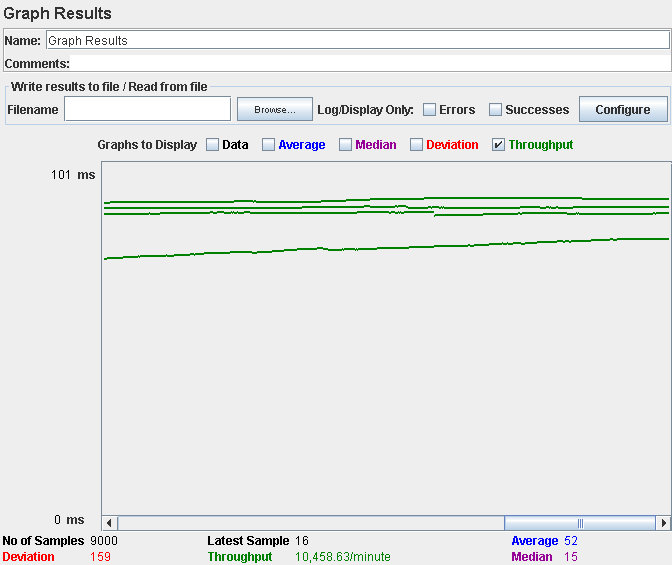 Graph Results
Name: Graph Results
Comments:
Write results to file / Read from file
Filename Browse... Log/Display Only: Errors Successes Configure
Graphs to Display Data Average Median Deviation Throughput
101 ms
0 ms
No of Samples 9000 Latest Sample 16 Average 52
Deviation 159 Throughput 10,458.63/minute Median 15